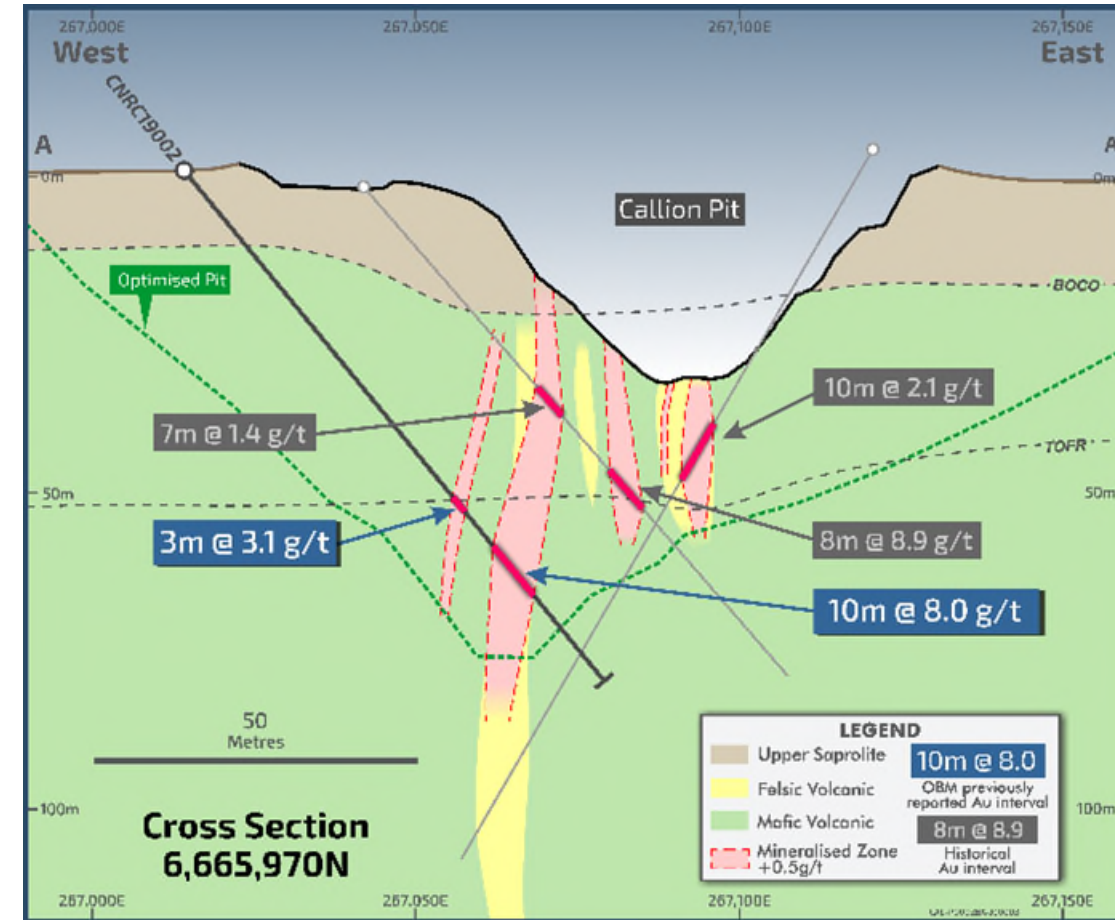 267,000E
267,050E
267,100E
267,150E
West
East
CNRC19002
A
A
0m
0m
Callion Pit
Optimised Pit
BOCO
10m @ 2.1 g/t
7m @ 1.4 g/t
TOFR
50m
50m
3m @ 3.1 g/t
8m @ 8.9 g/t
10m @ 8.0 g/t
50
Metres
LEGEND
Upper Saprolite
Felsic Volcanic
Mafic Volcanic
Mineralised Zone
+0.5g/t
10m @ 8.0
OBM previously
reported Au interval
8m @ 8.9
Historical
Au interval
100m
100m
Cross Section
6,665,970N
267,000E
267,050E
267,100E
267,150E